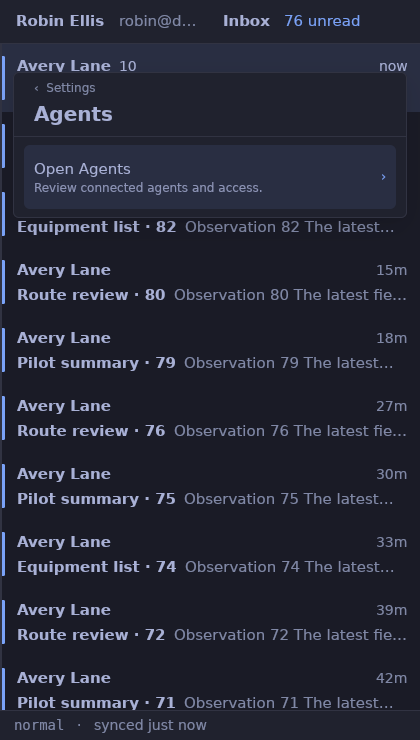 Robin Ellis robin@d… Inbox 76 unread
Avery Lane 10 now
‹ Settings
Agents
Open Agents ›
Review connected agents and access.
Equipment list · 82 Observation 82 The latest…
Avery Lane 15m
Route review · 80 Observation 80 The latest fie…
Avery Lane 18m
Pilot summary · 79 Observation 79 The latest…
Avery Lane 27m
Route review · 76 Observation 76 The latest fie…
Avery Lane 30m
Pilot summary · 75 Observation 75 The latest…
Avery Lane 33m
Equipment list · 74 Observation 74 The latest…
Avery Lane 39m
Route review · 72 Observation 72 The latest fie…
Avery Lane 42m
Pilot summary · 71 Observation 71 The latest…
normal · synced just now